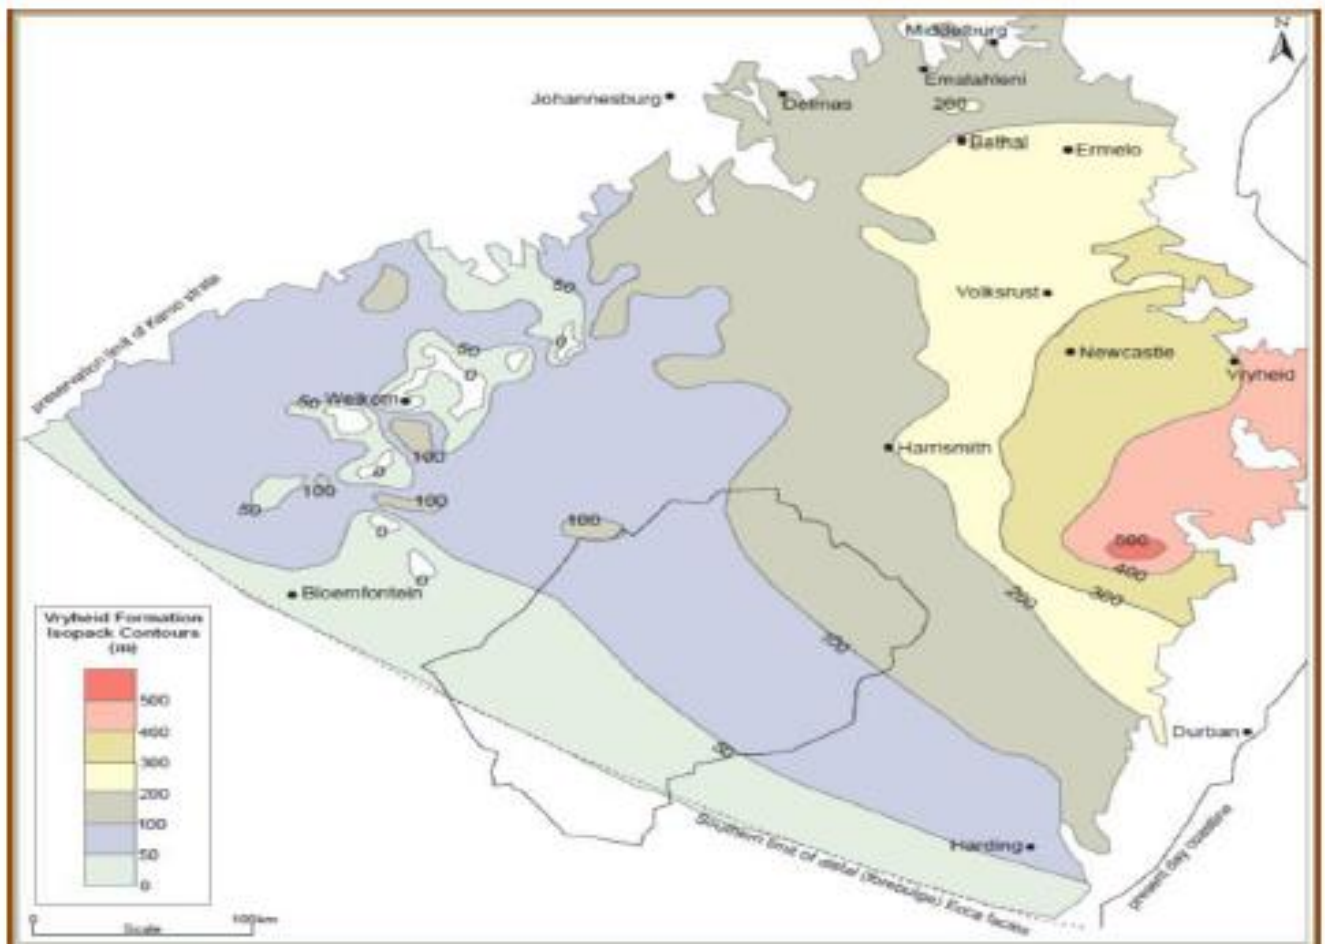 N
Middelburg
Johannesburg
Emalahleni
Delmas
200
Bethal
Ermelo
preservation limit of Karoo strata
50
Volksrust
0
50
Newcastle
0
Vryheid
50
Welkom
Harrismith
100
0
100
50
100
100
0
500
400
0
Bloemfontein
300
200
100
Vryheid Formation
Isopack Contours
(m)
500
400
300
200
100
50
0
50
Durban
Southern limit of distal (forebulge) Ecca facies
Harding
present day coastline
0
100km
Scale